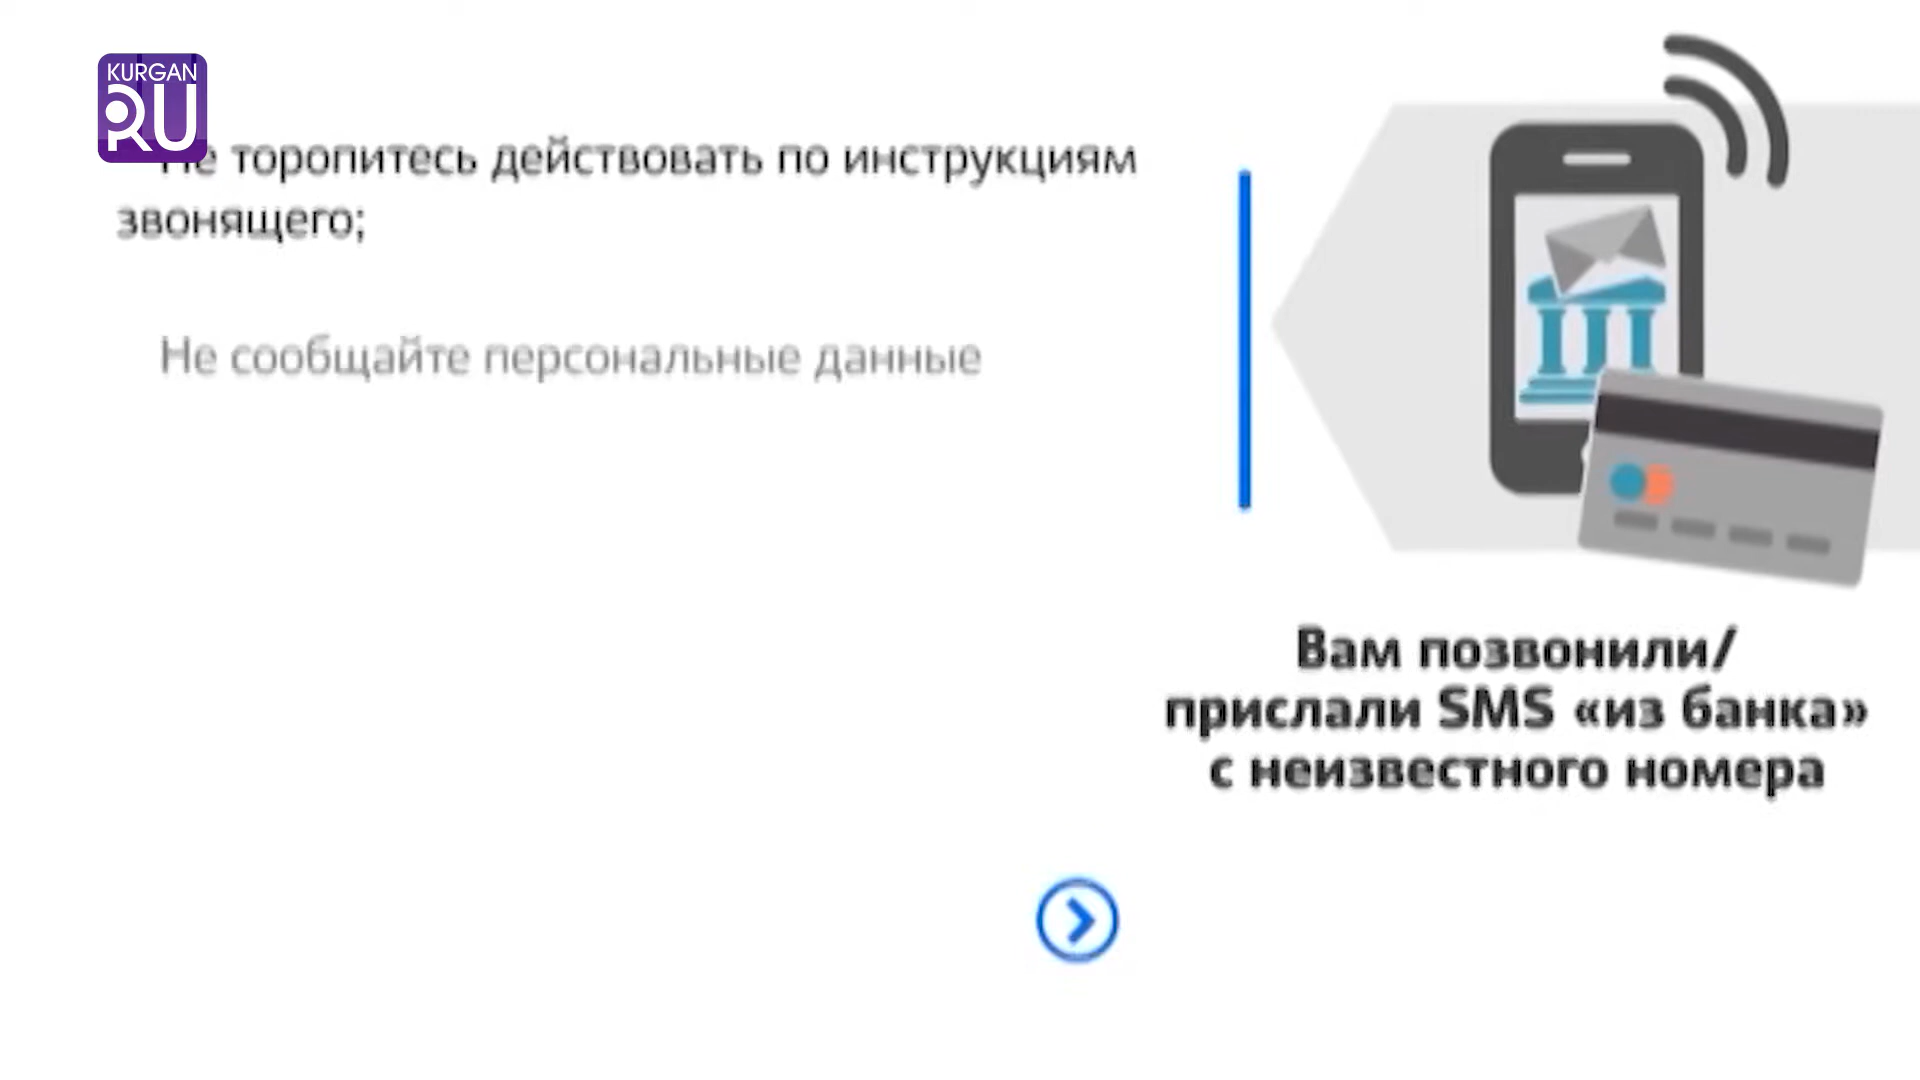 KURGAN
RU
Не торопитесь действовать по инструкциям
звонящего;
Не сообщайте персональные данные
Вам позвонили/
прислали SMS «из банка»
с неизвестного номера